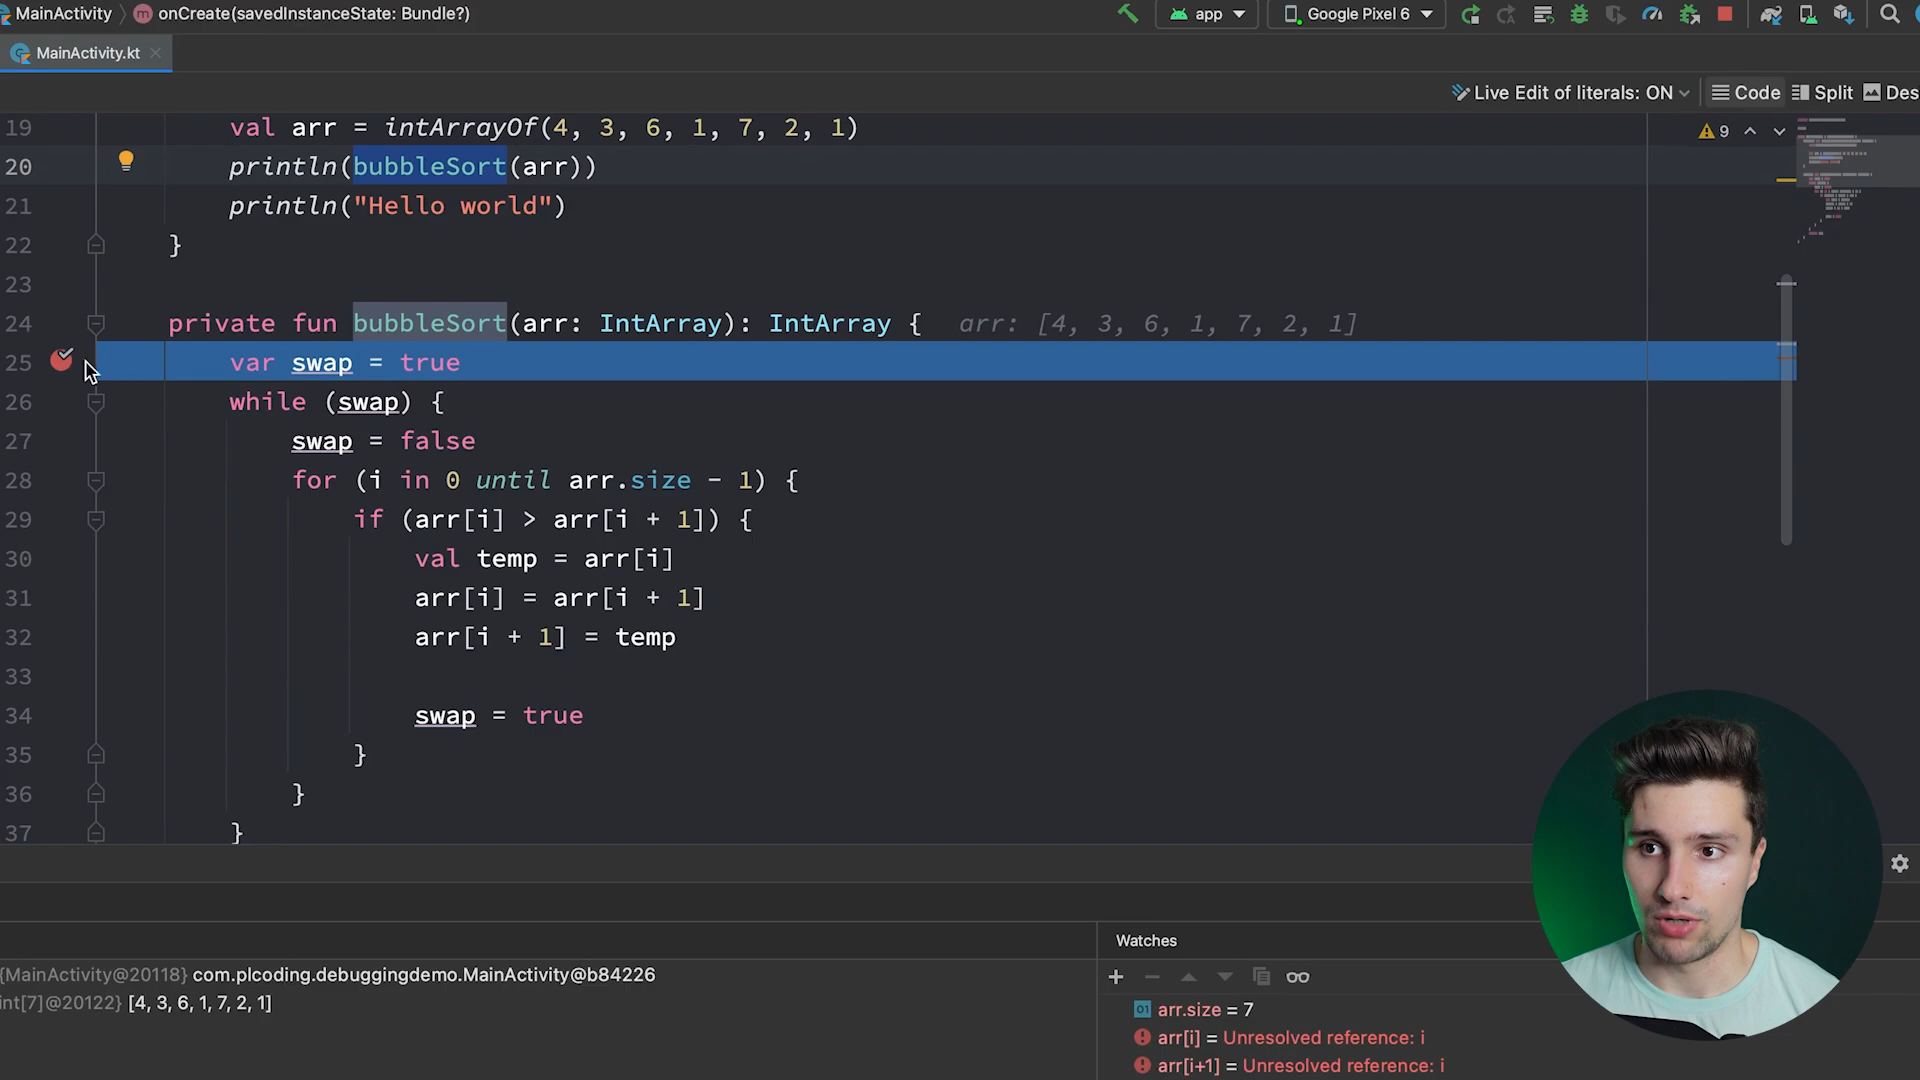 MainActivity onCreate(savedInstanceState: Bundle?) app Google Pixel 6
MainActivity.kt
Live Edit of literals: ON Code Split Des
19 val arr = intArrayOf(4, 3, 6, 1, 7, 2, 1) 9
20 println(bubbleSort(arr))
21 println("Hello world")
22 }
23
24 private fun bubbleSort(arr: IntArray): IntArray { arr: [4, 3, 6, 1, 7, 2, 1]
25 var swap = true
26 while (swap) {
27 swap = false
28 for (i in 0 until arr.size - 1) {
29 if (arr[i] > arr[i + 1]) {
30 val temp = arr[i]
31 arr[i] = arr[i + 1]
32 arr[i + 1] = temp
33
34 swap = true
35 }
36 }
37 }
Watches
{MainActivity@20118} com.plcoding.debuggingdemo.MainActivity@b84226
int[7]@20122} [4, 3, 6, 1, 7, 2, 1]
01 arr.size = 7
arr[i] = Unresolved reference: i
arr[i+1] = Unresolved reference: i